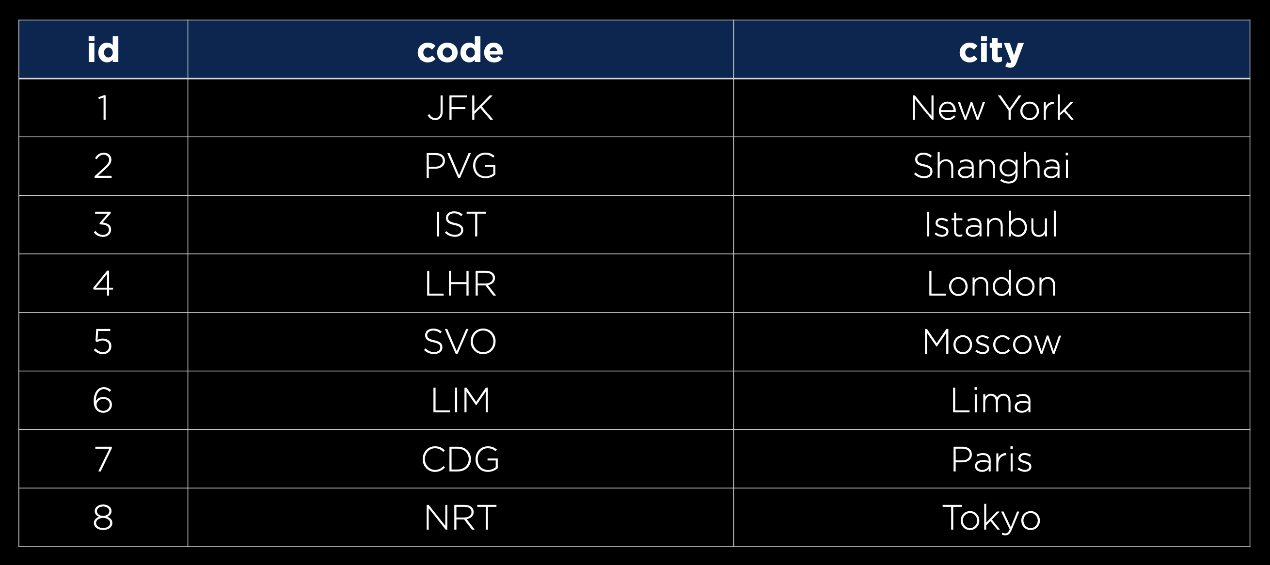 id code city
1 JFK New York
2 PVG Shanghai
3 IST Istanbul
4 LHR London
5 SVO Moscow
6 LIM Lima
7 CDG Paris
8 NRT Tokyo